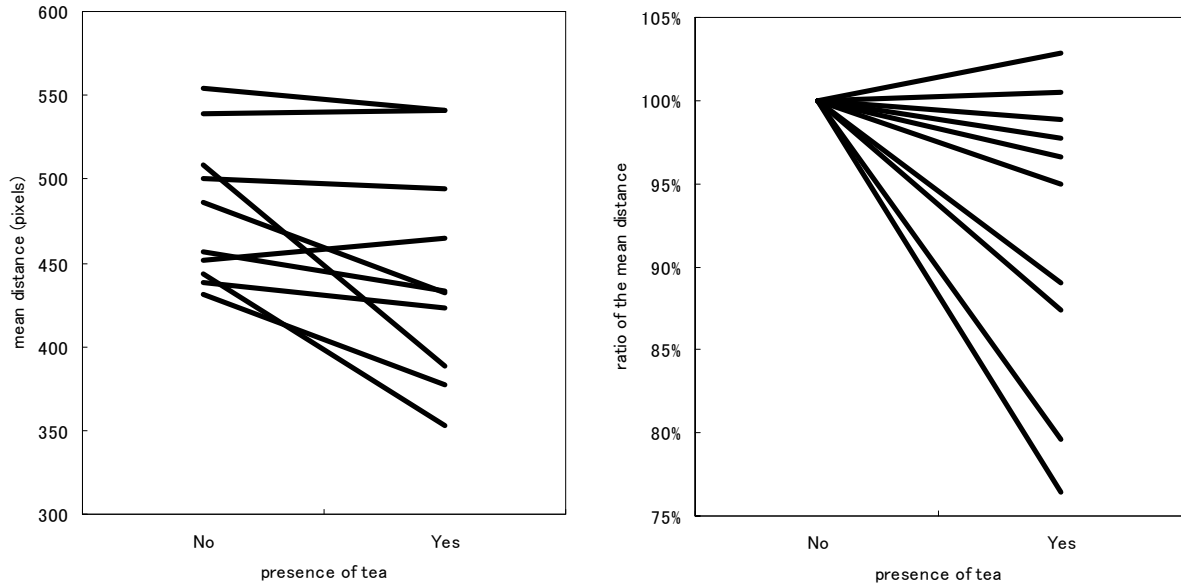 600
550
500
450
400
350
300
mean distance (pixels)
No
Yes
presence of tea
105%
100%
95%
90%
85%
80%
75%
ratio of the mean distance
No
Yes
presence of tea